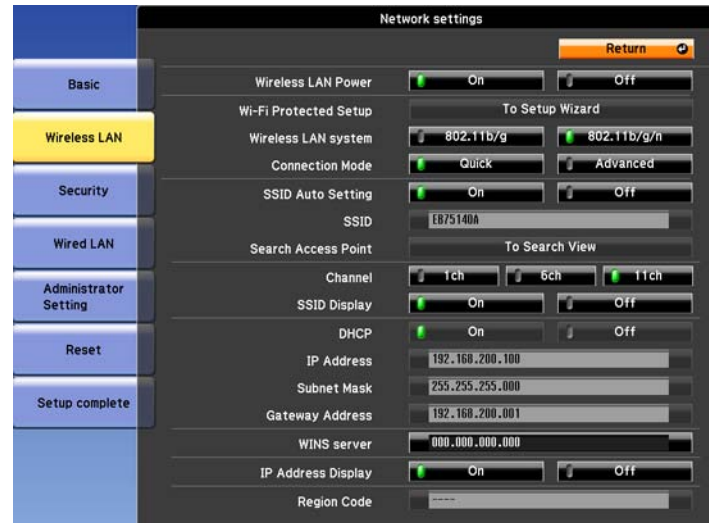 Network settings
Return
Basic
Wireless LAN
Security
Wired LAN
Administrator
Setting
Reset
Setup complete
Wireless LAN Power On Off
Wi-Fi Protected Setup To Setup Wizard
Wireless LAN system 802.11b/g 802.11b/g/n
Connection Mode Quick Advanced
SSID Auto Setting On Off
SSID EB75140A
Search Access Point To Search View
Channel 1ch 6ch 11ch
SSID Display On Off
DHCP On Off
IP Address 192.168.200.100
Subnet Mask 255.255.255.000
Gateway Address 192.168.200.001
WINS server 000.000.000.000
IP Address Display On Off
Region Code ----